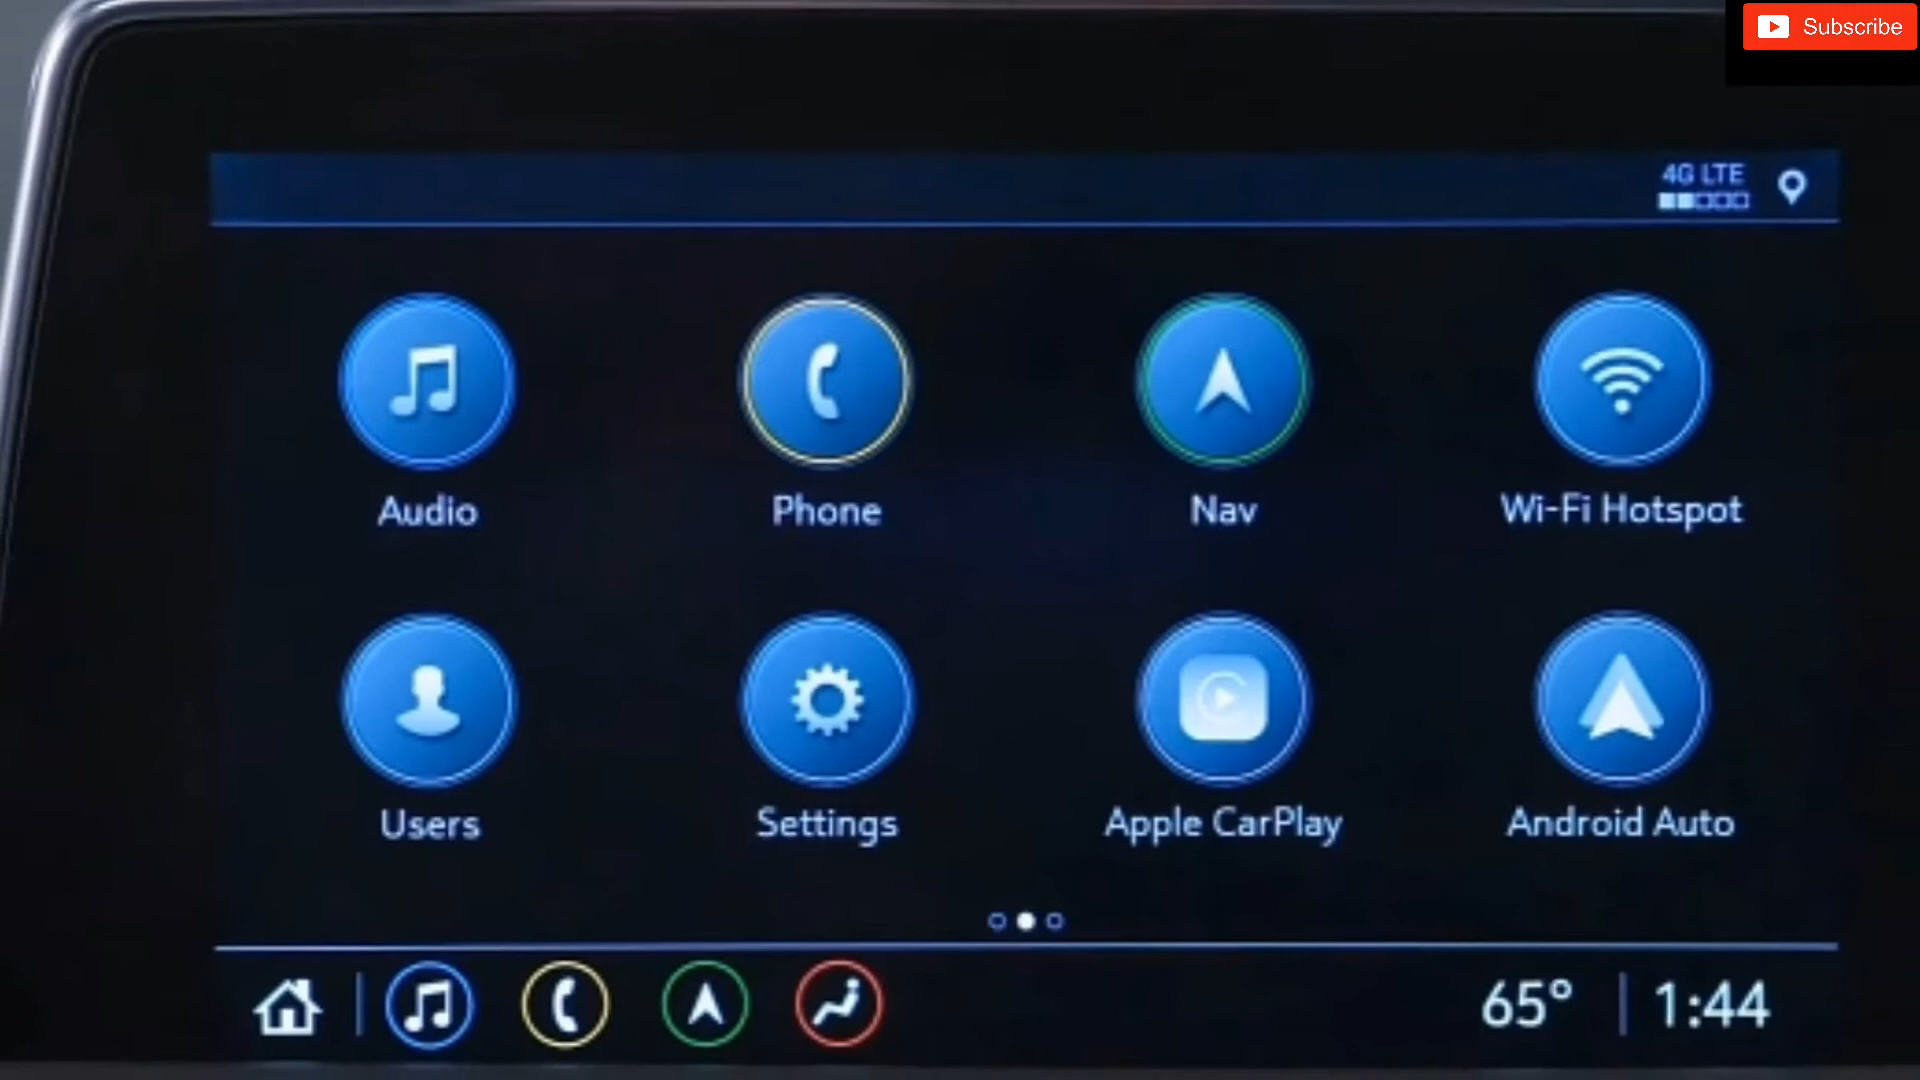 Subscribe
4G LTE
Audio
Phone
Nav
Wi-Fi Hotspot
Users
Settings
Apple CarPlay
Android Auto
65°
1:44